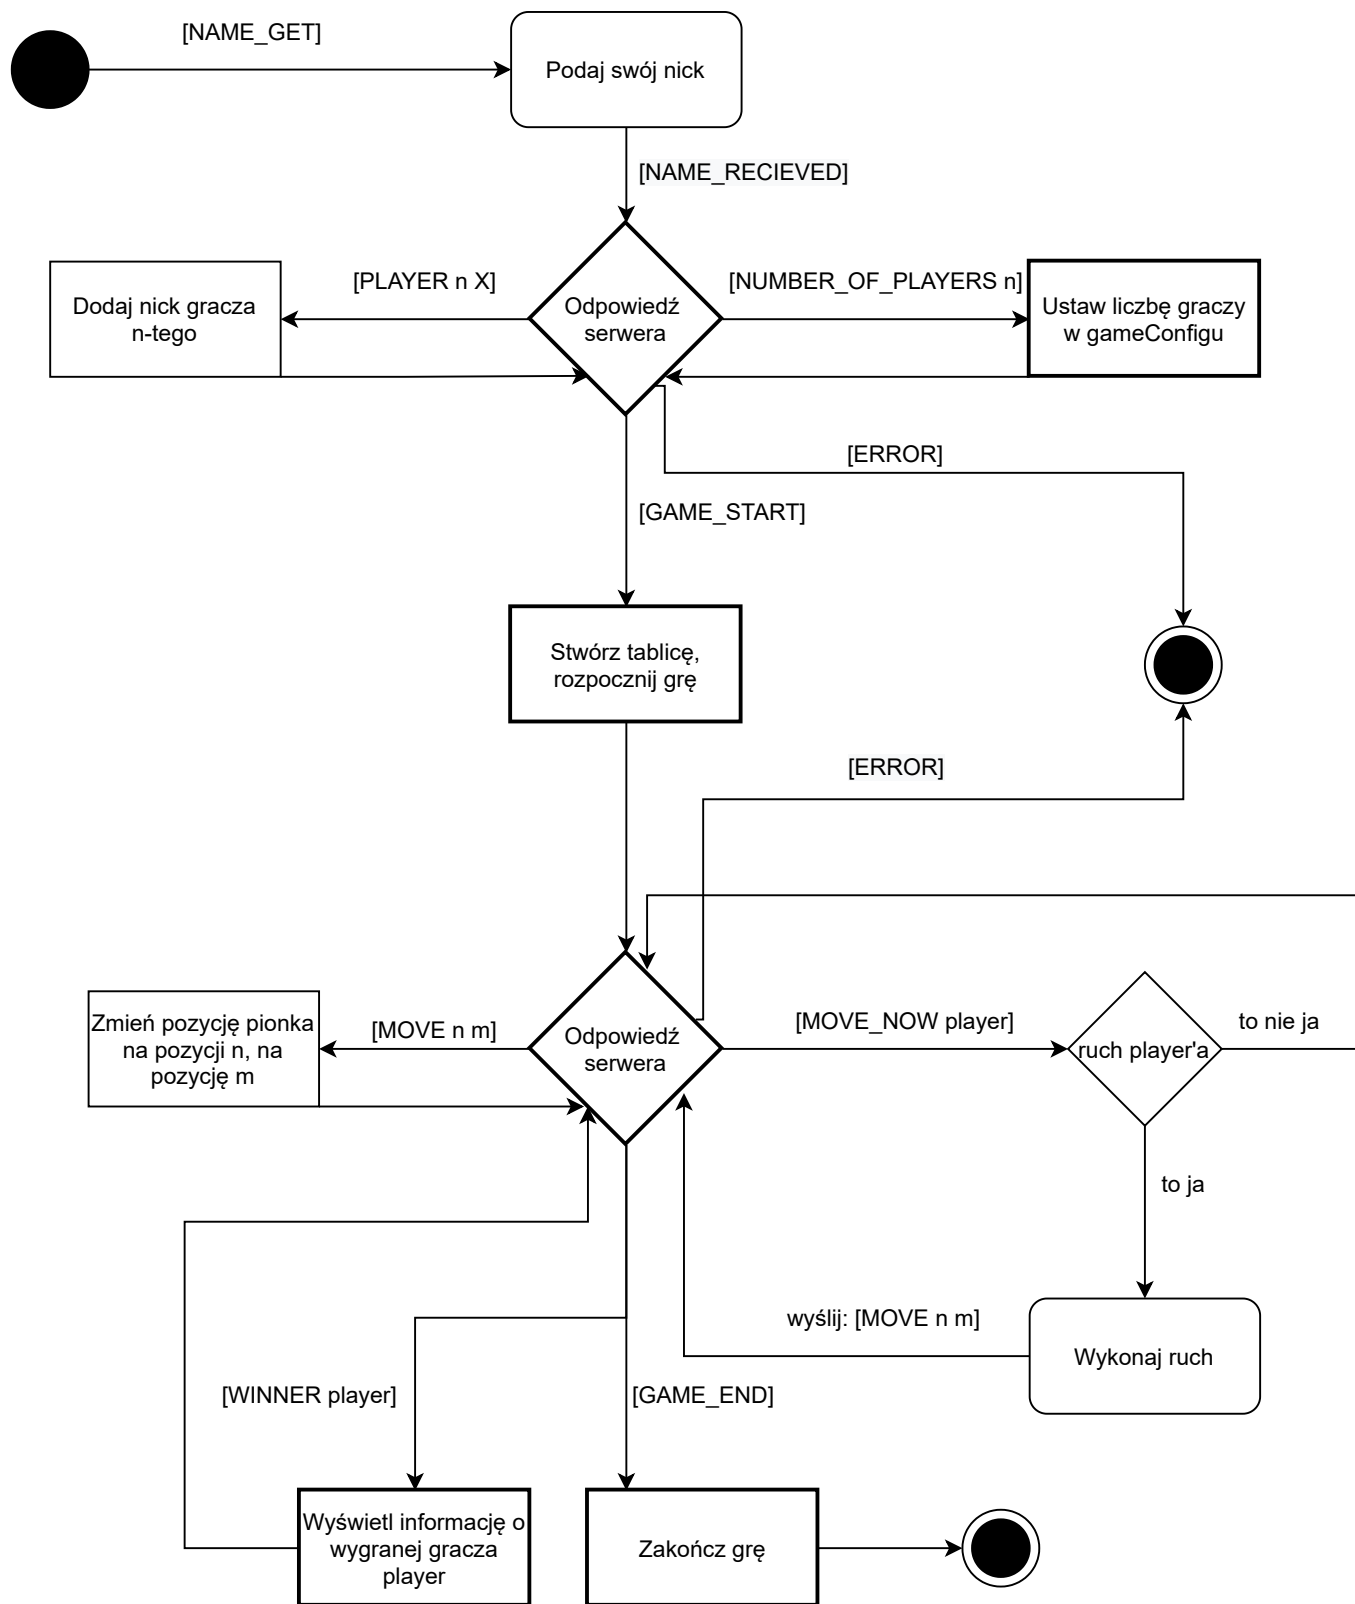 [NAME_GET]
Podaj swój nick
[NAME_RECIEVED]
[PLAYER n X]
[NUMBER_OF_PLAYERS n]
Dodaj nick gracza
n-tego
Odpowiedź
serwera
Ustaw liczbę graczy
w gameConfigu
[ERROR]
[GAME_START]
Stwórz tablicę,
rozpocznij grę
[ERROR]
Zmień pozycję pionka
na pozycji n, na
pozycję m
[MOVE n m]
Odpowiedź
serwera
[MOVE_NOW player]
ruch player'a
to nie ja
to ja
wyślij: [MOVE n m]
Wykonaj ruch
[WINNER player]
[GAME_END]
Wyświetl informację o
wygranej gracza
player
Zakończ grę